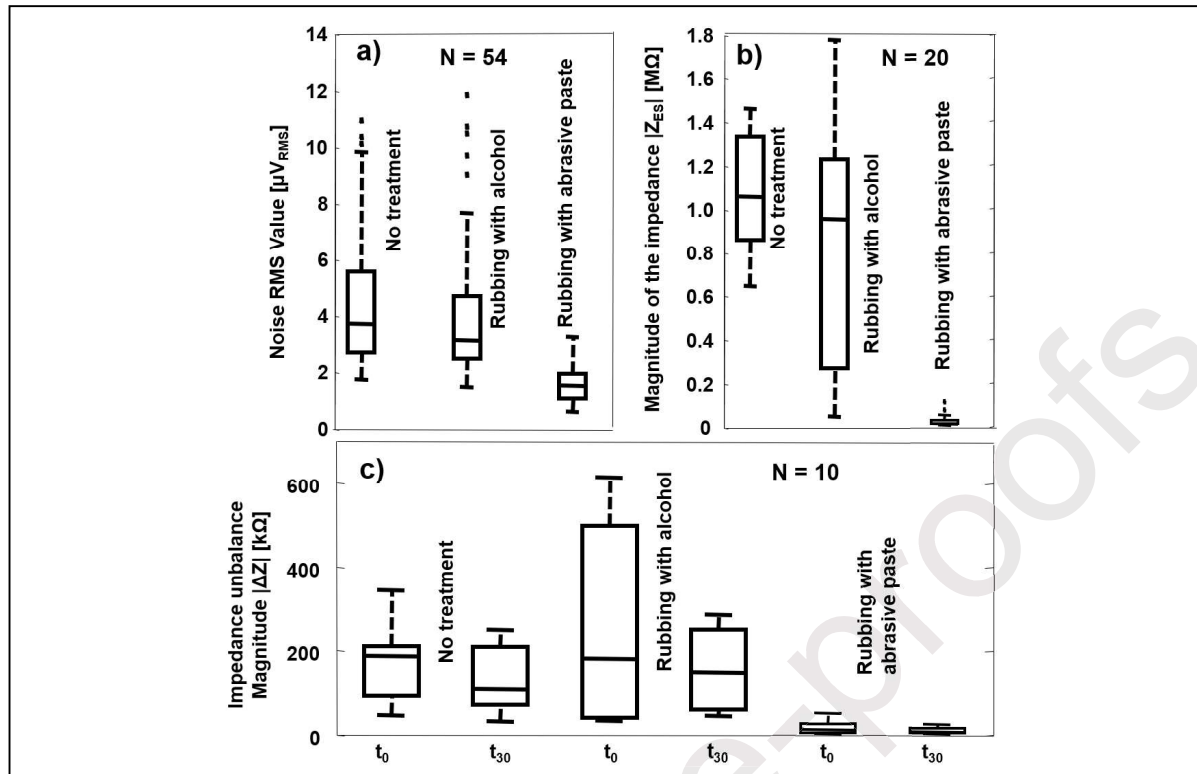 a)
N = 54
Noise RMS Value [µV_RMS]
14
12
10
8
6
4
2
0
No treatment
Rubbing with alcohol
Rubbing with abrasive paste
b)
N = 20
Magnitude of the impedance |Z_ES| [MΩ]
1.8
1.6
1.4
1.2
1.0
0.8
0.6
0.4
0.2
0
No treatment
Rubbing with alcohol
Rubbing with abrasive paste
c)
N = 10
Impedance unbalance
Magnitude |ΔZ| [kΩ]
600
400
200
0
No treatment
Rubbing with alcohol
Rubbing with
abrasive paste
t₀
t₃₀
t₀
t₃₀
t₀
t₃₀
e-proofs